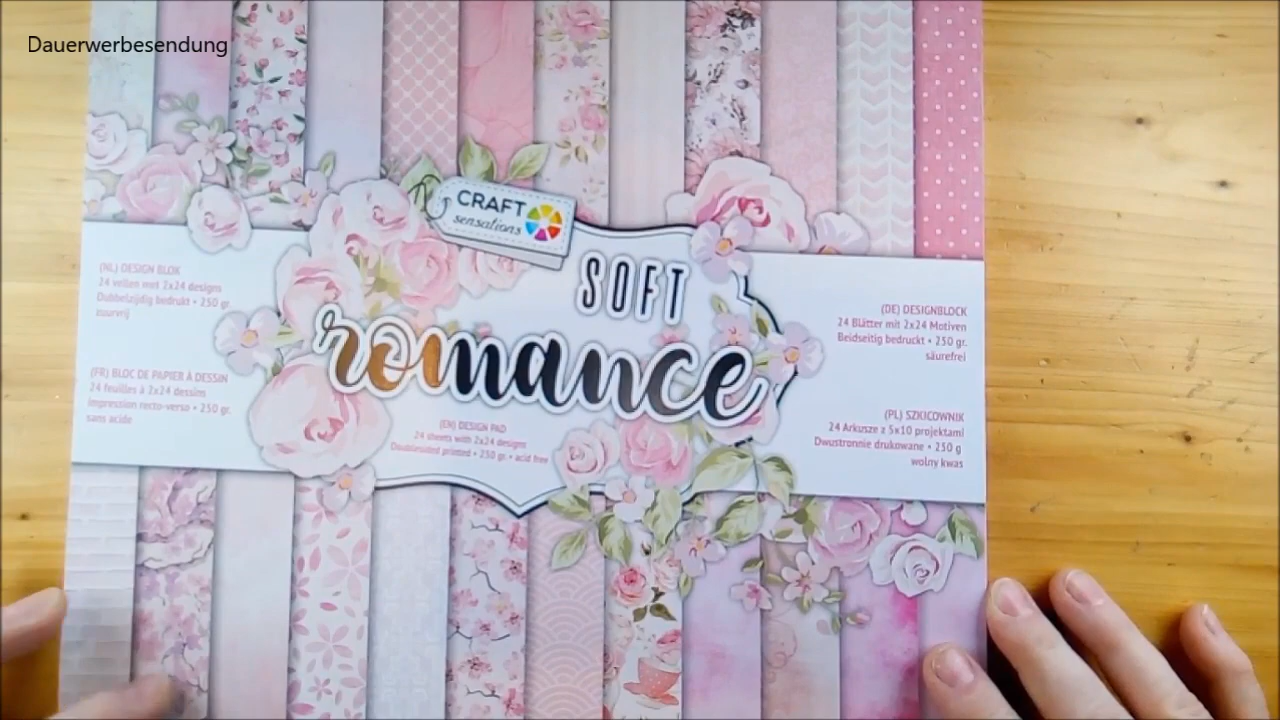 Dauerwerbesendung
CRAFT
sensations
SOFT
romance
(NL) DESIGN BLOK
24 vellen met 2x24 designs
Dubbelzijdig bedrukt • 250 gr.
zuurvrij
(FR) BLOC DE PAPIER À DESSIN
24 feuilles à 2x24 dessins
impression recto-verso • 250 gr.
sans acide
(EN) DESIGN PAD
24 sheets with 2x24 designs
Doublesided printed • 250 gr. • acid free
(DE) DESIGNBLOCK
24 Blätter mit 2x24 Motiven
Beidseitig bedruckt • 250 gr.
säurefrei
(PL) SZKICOWNIK
24 Arkusze z 5x10 projektami
Dwustronnie drukowane • 250 g
wolny kwas